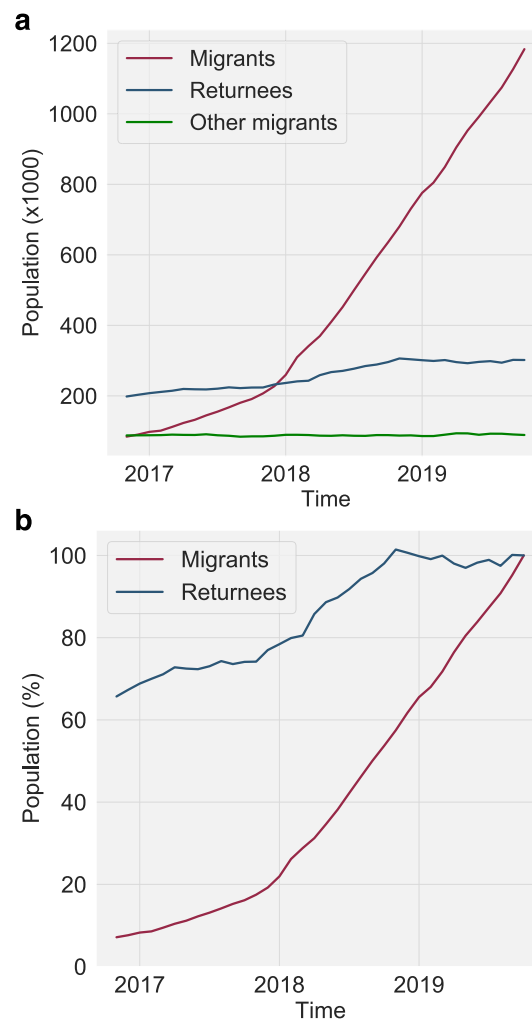 a
1200
1000
800
600
400
200
Population (x1000)
Migrants
Returnees
Other migrants
2017 2018 2019
Time
b
100
80
60
40
20
0
Population (%)
Migrants
Returnees
2017 2018 2019
Time